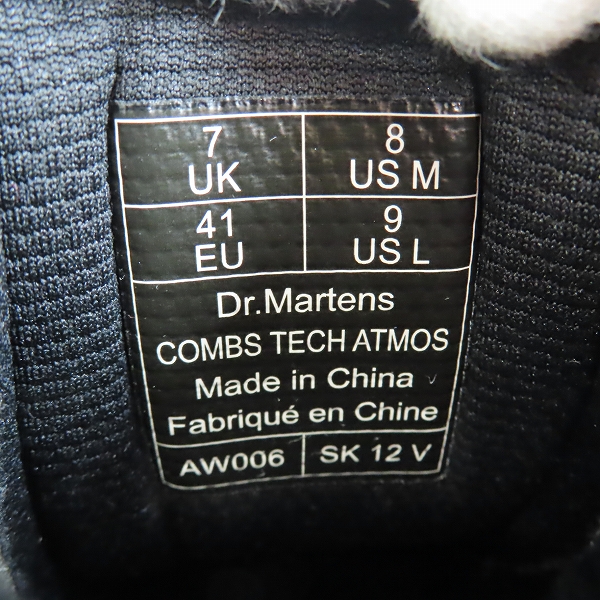 7 UK
8 US M
41 EU
9 US L
Dr.Martens
COMBS TECH ATMOS
Made in China
Fabriqué en Chine
AW006 SK 12 V